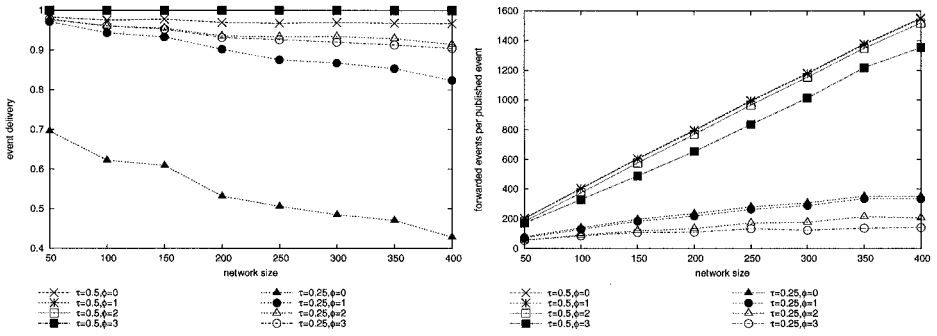 1
0.9
0.8
0.7
0.6
0.5
0.4
event delivery
50 100 150 200 250 300 350 400
network size
τ=0.5,ϕ=0
τ=0.5,ϕ=1
τ=0.5,ϕ=2
τ=0.5,ϕ=3
τ=0.25,ϕ=0
τ=0.25,ϕ=1
τ=0.25,ϕ=2
τ=0.25,ϕ=3
1600
1400
1200
1000
800
600
400
200
0
forwarded events per published event
50 100 150 200 250 300 350 400
network size
τ=0.5,ϕ=0
τ=0.5,ϕ=1
τ=0.5,ϕ=2
τ=0.5,ϕ=3
τ=0.25,ϕ=0
τ=0.25,ϕ=1
τ=0.25,ϕ=2
τ=0.25,ϕ=3